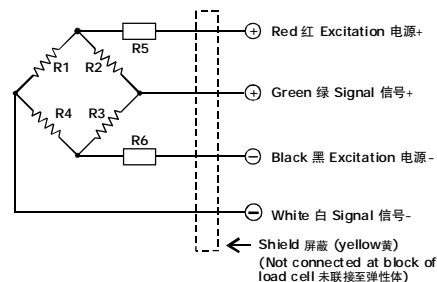 Red 红 Excitation 电源+
R5
R1
R2
Green 绿 Signal 信号+
R4
R3
R6
Black 黑 Excitation 电源-
White 白 Signal 信号-
Shield 屏蔽 (yellow黄)
(Not connected at block of
load cell 未联接至弹性体)